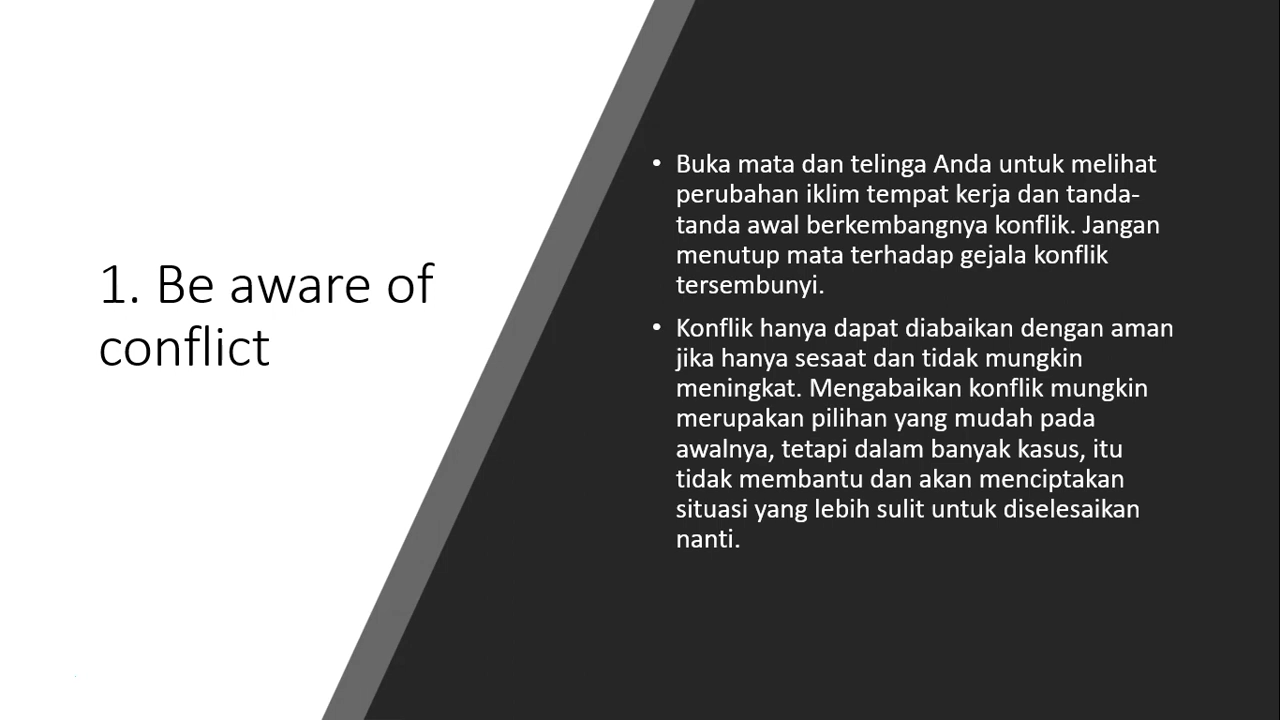 1. Be aware of
conflict
• Buka mata dan telinga Anda untuk melihat
perubahan iklim tempat kerja dan tanda-
tanda awal berkembangnya konflik. Jangan
menutup mata terhadap gejala konflik
tersembunyi.
• Konflik hanya dapat diabaikan dengan aman
jika hanya sesaat dan tidak mungkin
meningkat. Mengabaikan konflik mungkin
merupakan pilihan yang mudah pada
awalnya, tetapi dalam banyak kasus, itu
tidak membantu dan akan menciptakan
situasi yang lebih sulit untuk diselesaikan
nanti.